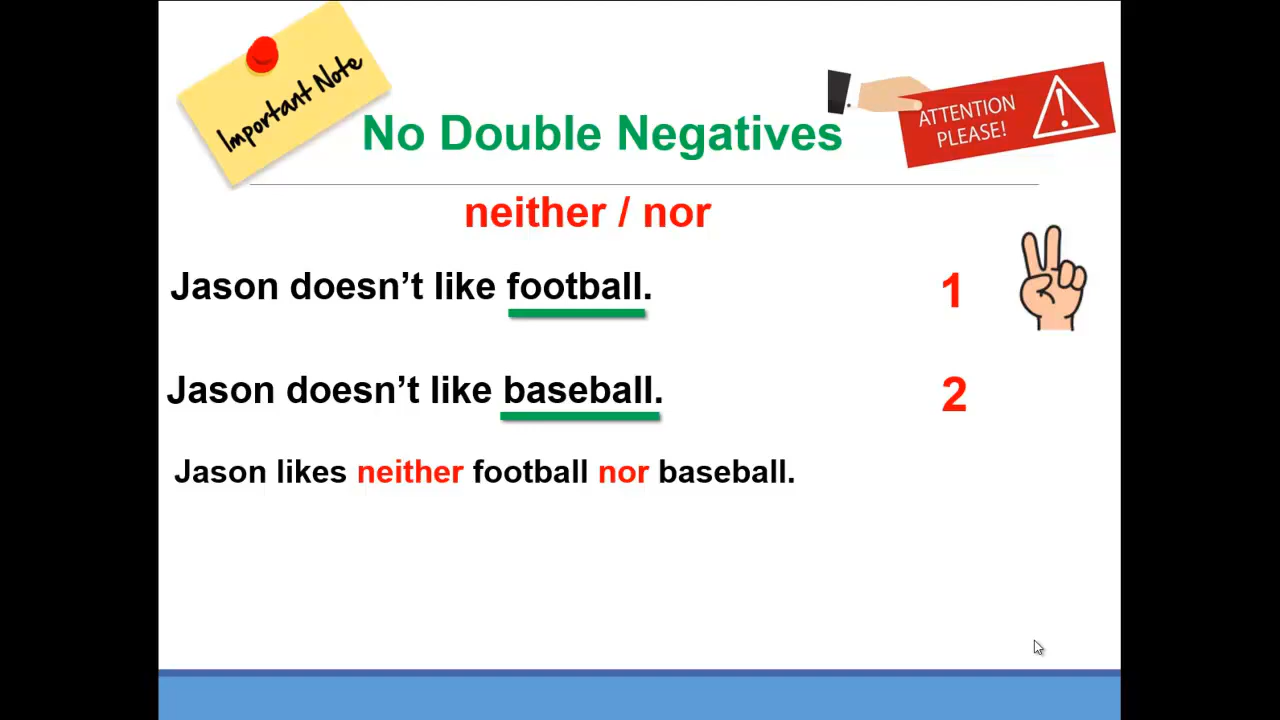 Important Note
ATTENTION
PLEASE!
No Double Negatives
neither / nor
Jason doesn’t like football. 1
Jason doesn’t like baseball. 2
Jason likes neither football nor baseball.